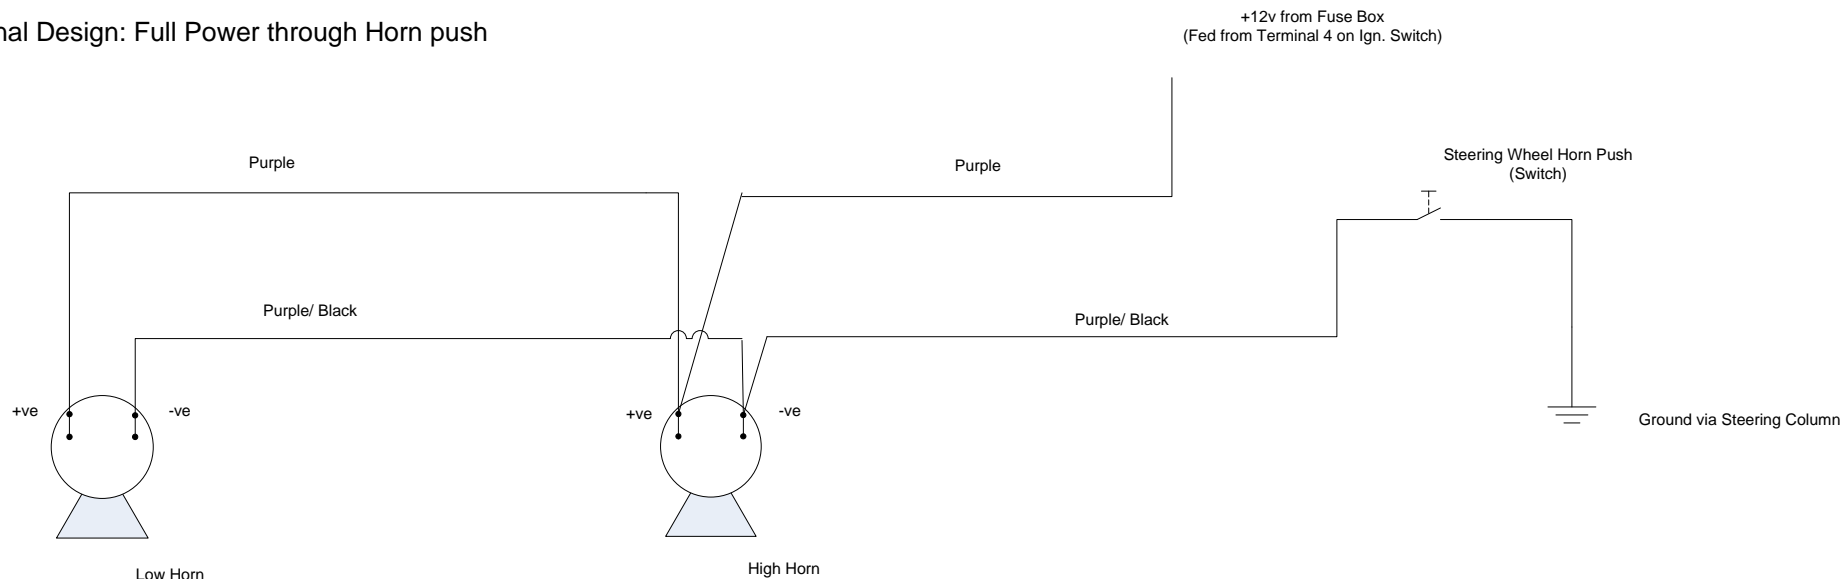 nal Design: Full Power through Horn push
+12v from Fuse Box
(Fed from Terminal 4 on Ign. Switch)
Purple
Purple
Steering Wheel Horn Push
(Switch)
Purple/ Black
Purple/ Black
+ve
-ve
+ve
-ve
Ground via Steering Column
Low Horn
High Horn